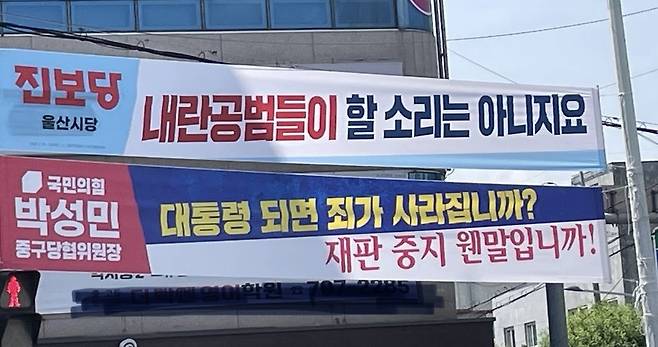 진보당
울산시당
내란공범들이 할 소리는 아니지요
국민의힘
박성민
중구당협위원장
대통령 되면 죄가 사라집니까?
재판 중지 웬말입니까!